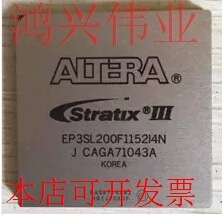 鸿兴伟业
ALTERA®
Stratix® III
EP3SL200F1152I4N
J CAGA71043A
KOREA
本店可开发票